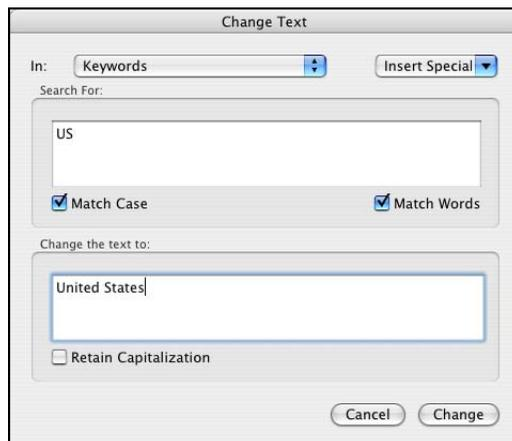 Change Text
In: Keywords Insert Special
Search For:
US
Match Case Match Words
Change the text to:
United States
Retain Capitalization
Cancel Change